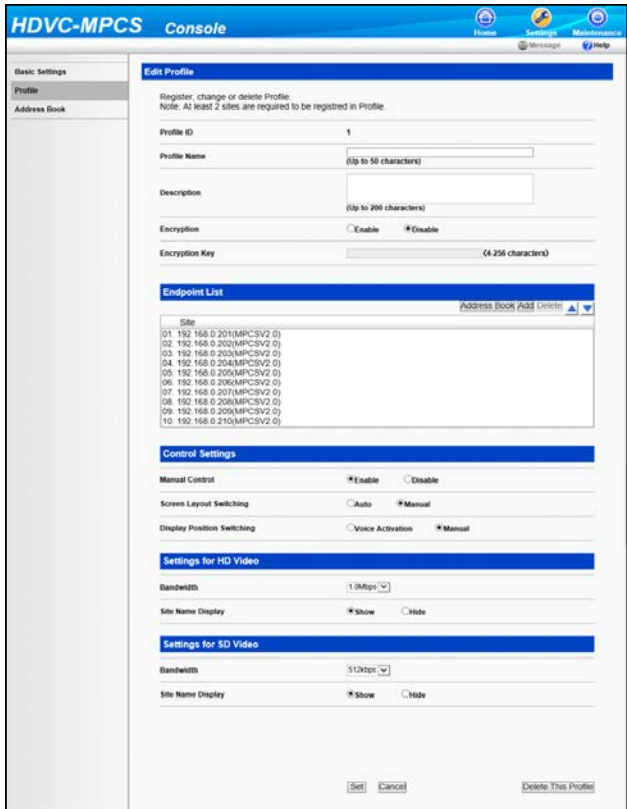 HDVC-MPCS Console
Home Settings Maintenance
Message Help
Basic Settings
Profile
Address Book
Edit Profile
Register, change or delete Profile.
Note: At least 2 sites are required to be registred in Profile.
Profile ID 1
Profile Name
(Up to 50 characters)
Description
(Up to 200 characters)
Encryption Enable Disable
Encryption Key (4-256 characters)
Endpoint List
Address Book Add Delete
Site
01. 192.168.0.201(MPCSV2.0)
02. 192.168.0.202(MPCSV2.0)
03. 192.168.0.203(MPCSV2.0)
04. 192.168.0.204(MPCSV2.0)
05. 192.168.0.205(MPCSV2.0)
06. 192.168.0.206(MPCSV2.0)
07. 192.168.0.207(MPCSV2.0)
08. 192.168.0.208(MPCSV2.0)
09. 192.168.0.209(MPCSV2.0)
10. 192.168.0.210(MPCSV2.0)
Control Settings
Manual Control Enable Disable
Screen Layout Switching Auto Manual
Display Position Switching Voice Activation Manual
Settings for HD Video
Bandwidth 1.0Mbps
Site Name Display Show Hide
Settings for SD Video
Bandwidth 512kbps
Site Name Display Show Hide
Set Cancel Delete This Profile